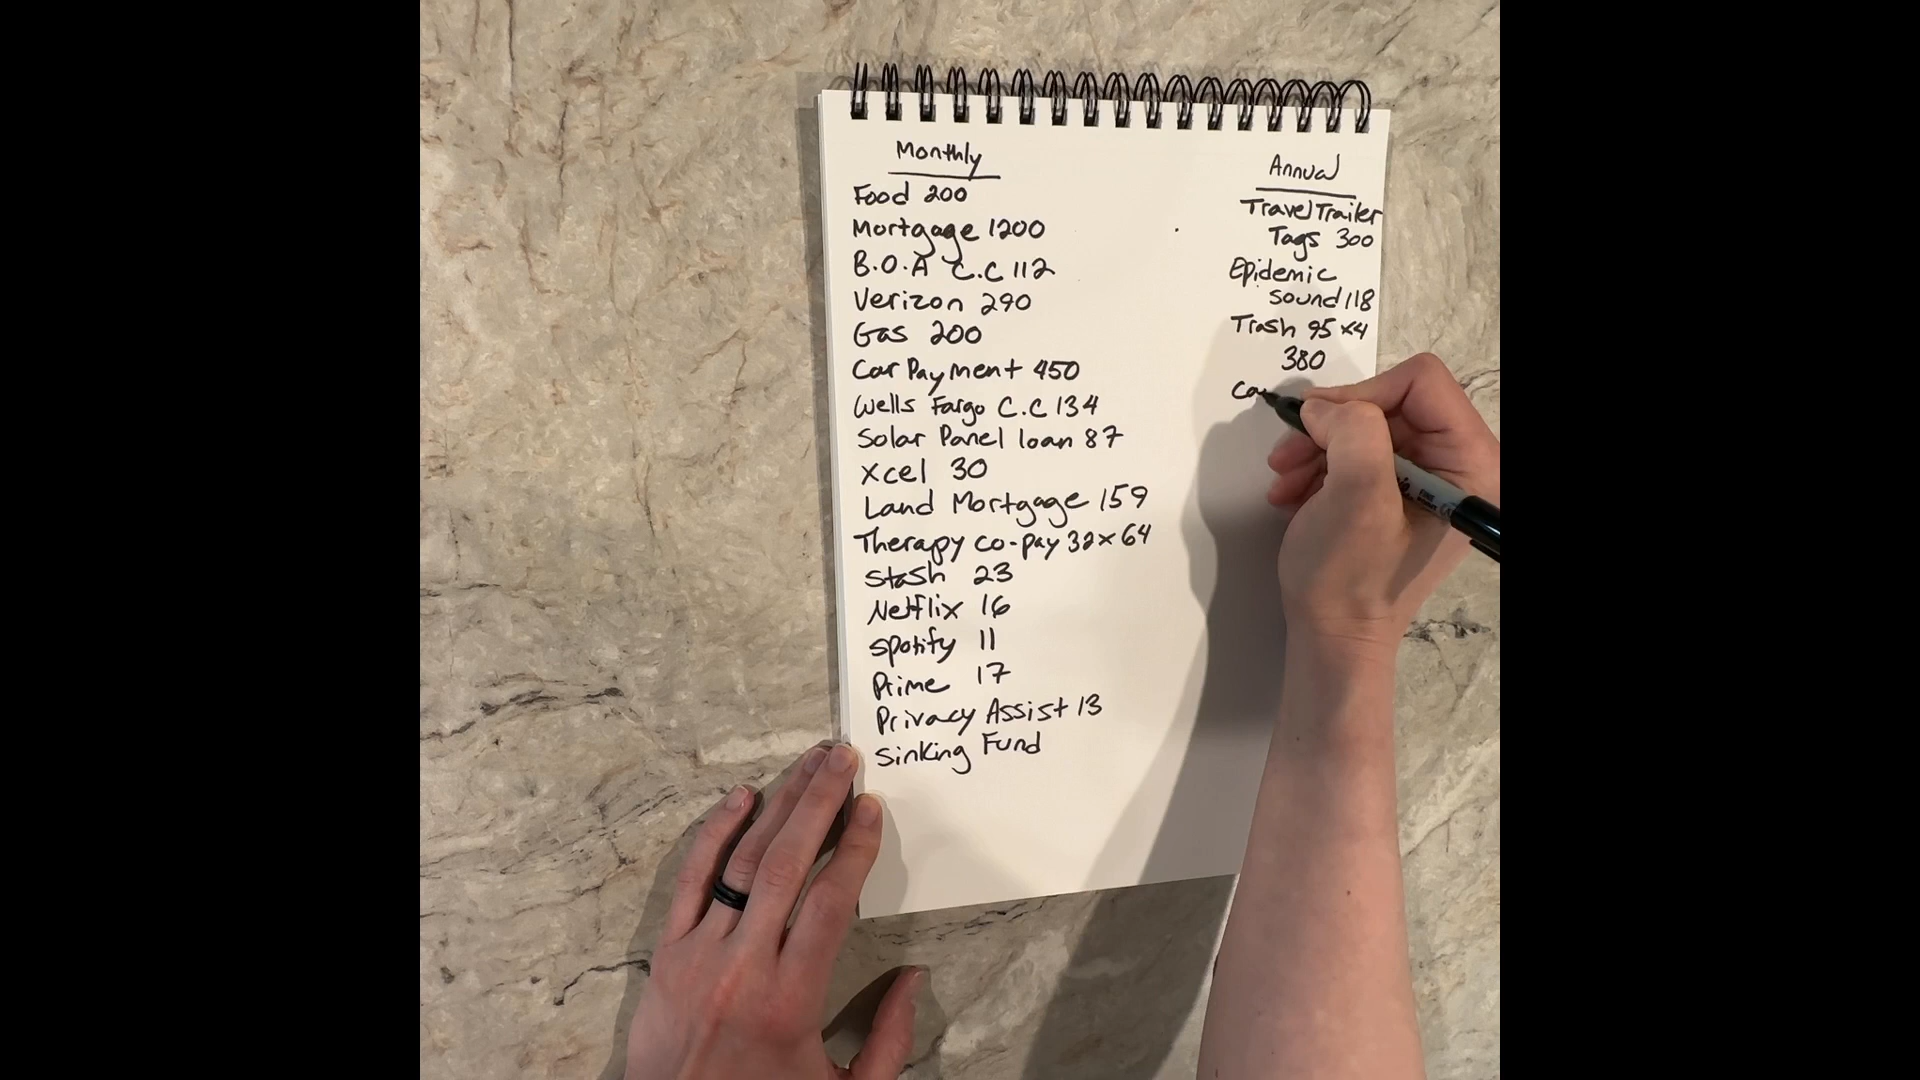 Monthly
Food 200
Mortgage 1200
B.O.A C.C 112
Verizon 290
Gas 200
Car Payment 450
Wells Fargo C.C 134
Solar Panel loan 87
Xcel 30
Land Mortgage 159
Therapy co-pay 32x64
Stash 23
Netflix 16
Spotify 11
Prime 17
Privacy Assist 13
Sinking Fund
Annual
Travel Trailer
Tags 300
Epidemic
Sound 118
Trash 95 x4
380